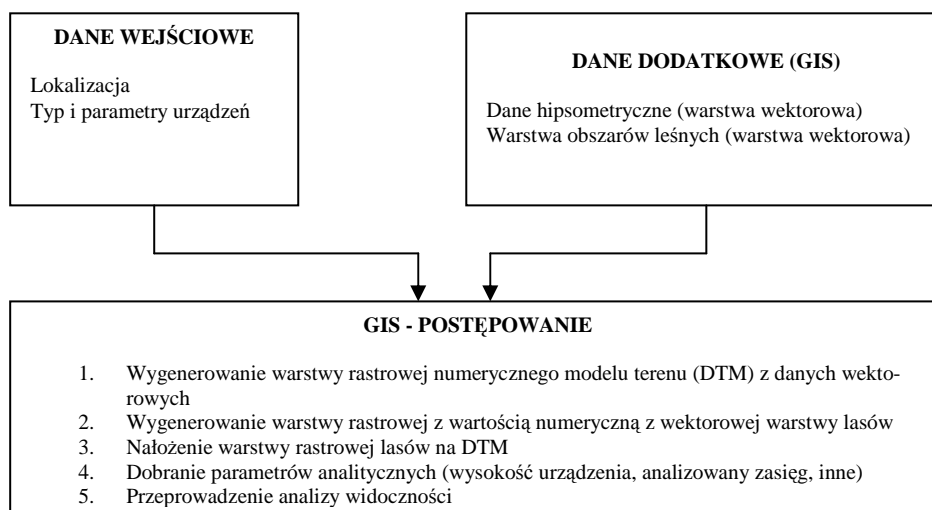 DANE WEJŚCIOWE
Lokalizacja
Typ i parametry urządzeń
DANE DODATKOWE (GIS)
Dane hipsometryczne (warstwa wektorowa)
Warstwa obszarów leśnych (warstwa wektorowa)
GIS - POSTĘPOWANIE
1. Wygenerowanie warstwy rastrowej numerycznego modelu terenu (DTM) z danych wekto-
rowych
2. Wygenerowanie warstwy rastrowej z wartością numeryczną z wektorowej warstwy lasów
3. Nałożenie warstwy rastrowej lasów na DTM
4. Dobranie parametrów analitycznych (wysokość urządzenia, analizowany zasięg, inne)
5. Przeprowadzenie analizy widoczności